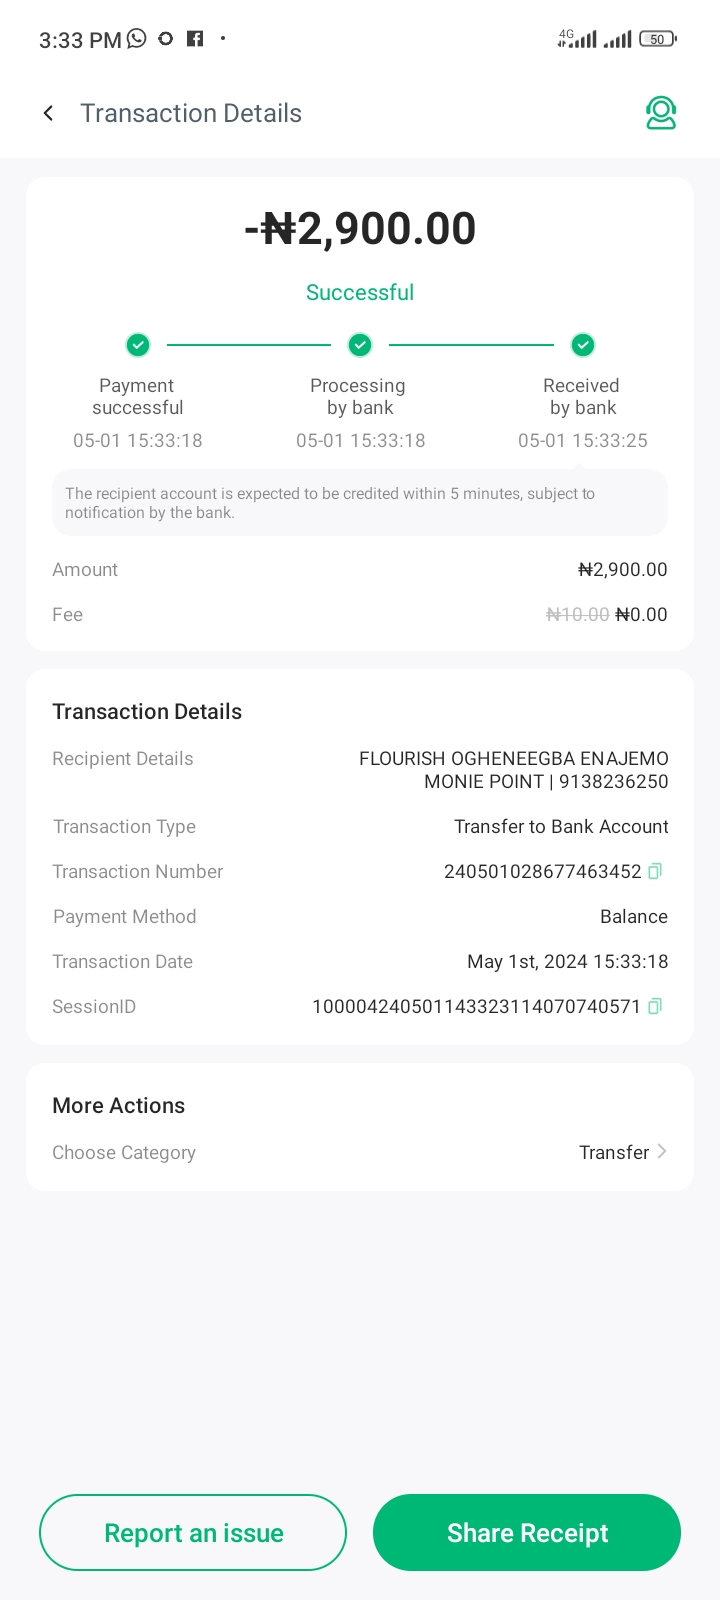 3:33 PM
4G
50
Transaction Details
-₦2,900.00
Successful
Payment successful
Processing by bank
Received by bank
05-01 15:33:18
05-01 15:33:18
05-01 15:33:25
The recipient account is expected to be credited within 5 minutes, subject to
notification by the bank.
Amount ₦2,900.00
Fee ₦10.00 ₦0.00
Transaction Details
Recipient Details FLOURISH OGHENEEGBA ENAJEMO
MONIE POINT | 9138236250
Transaction Type Transfer to Bank Account
Transaction Number 240501028677463452
Payment Method Balance
Transaction Date May 1st, 2024 15:33:18
SessionID 100004240501143323114070740571
More Actions
Choose Category Transfer
Report an issue
Share Receipt